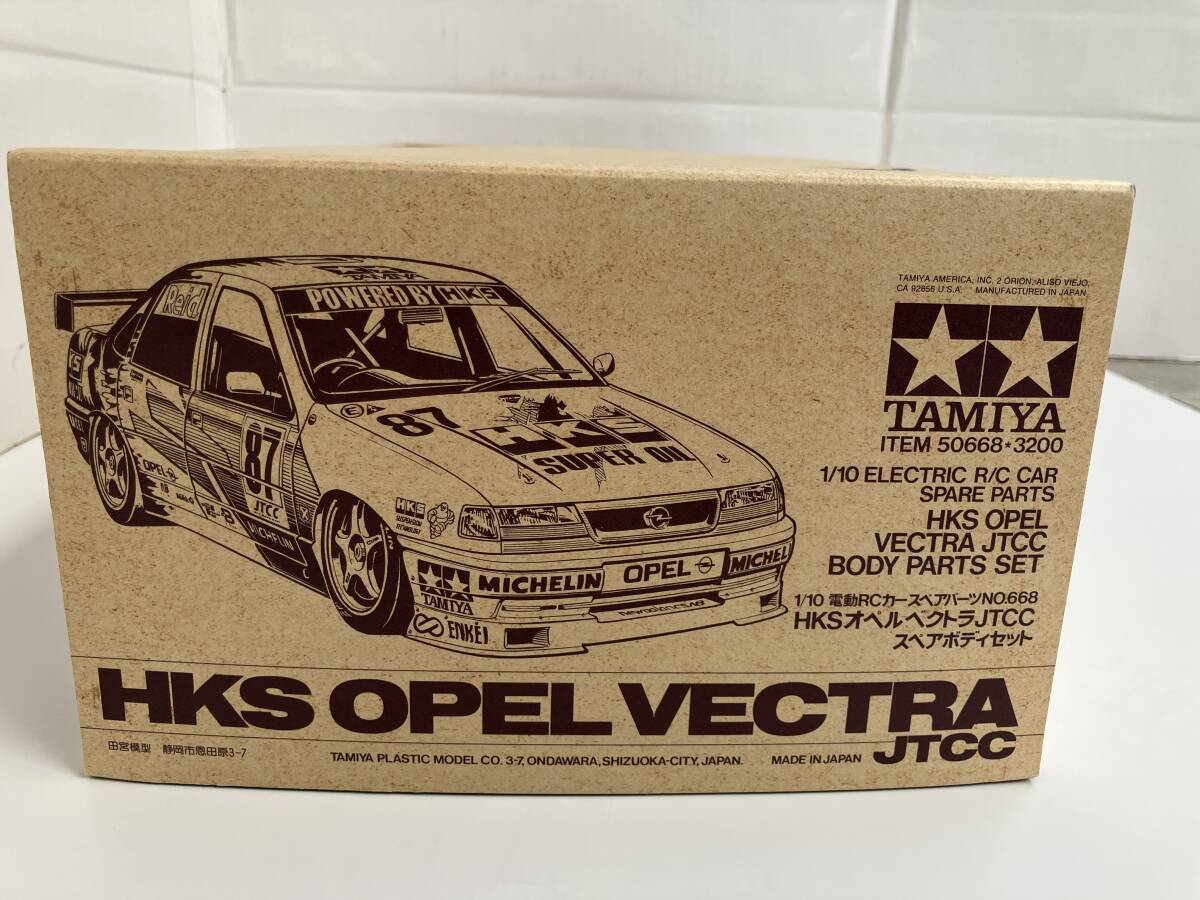 TAMIYA AMERICA, INC. 2 ORION, ALISO VIEJO,
CA 92656 U.S.A. MANUFACTURED IN JAPAN
TAMIYA
ITEM 50668★3200
1/10 ELECTRIC R/C CAR
SPARE PARTS
HKS OPEL
VECTRA JTCC
BODY PARTS SET
1/10 電動RCカースペアパーツNO.668
HKSオペルベクトラJTCC
スペアボディセット
TAMIYA
POWERED BY HKS
Reid
HKS
87
HKS
SUPER OIL
87
JTCC
OPEL
MICHELIN
HKS
SUSPENSION
TECHNOLOGY
TAMIYA
MICHELIN
OPEL
MICHEL
ENKEI
HKS OPEL VECTRA
JTCC
田宮模型 静岡市恩田原3-7
TAMIYA PLASTIC MODEL CO. 3-7, ONDAWARA, SHIZUOKA-CITY, JAPAN.
MADE IN JAPAN